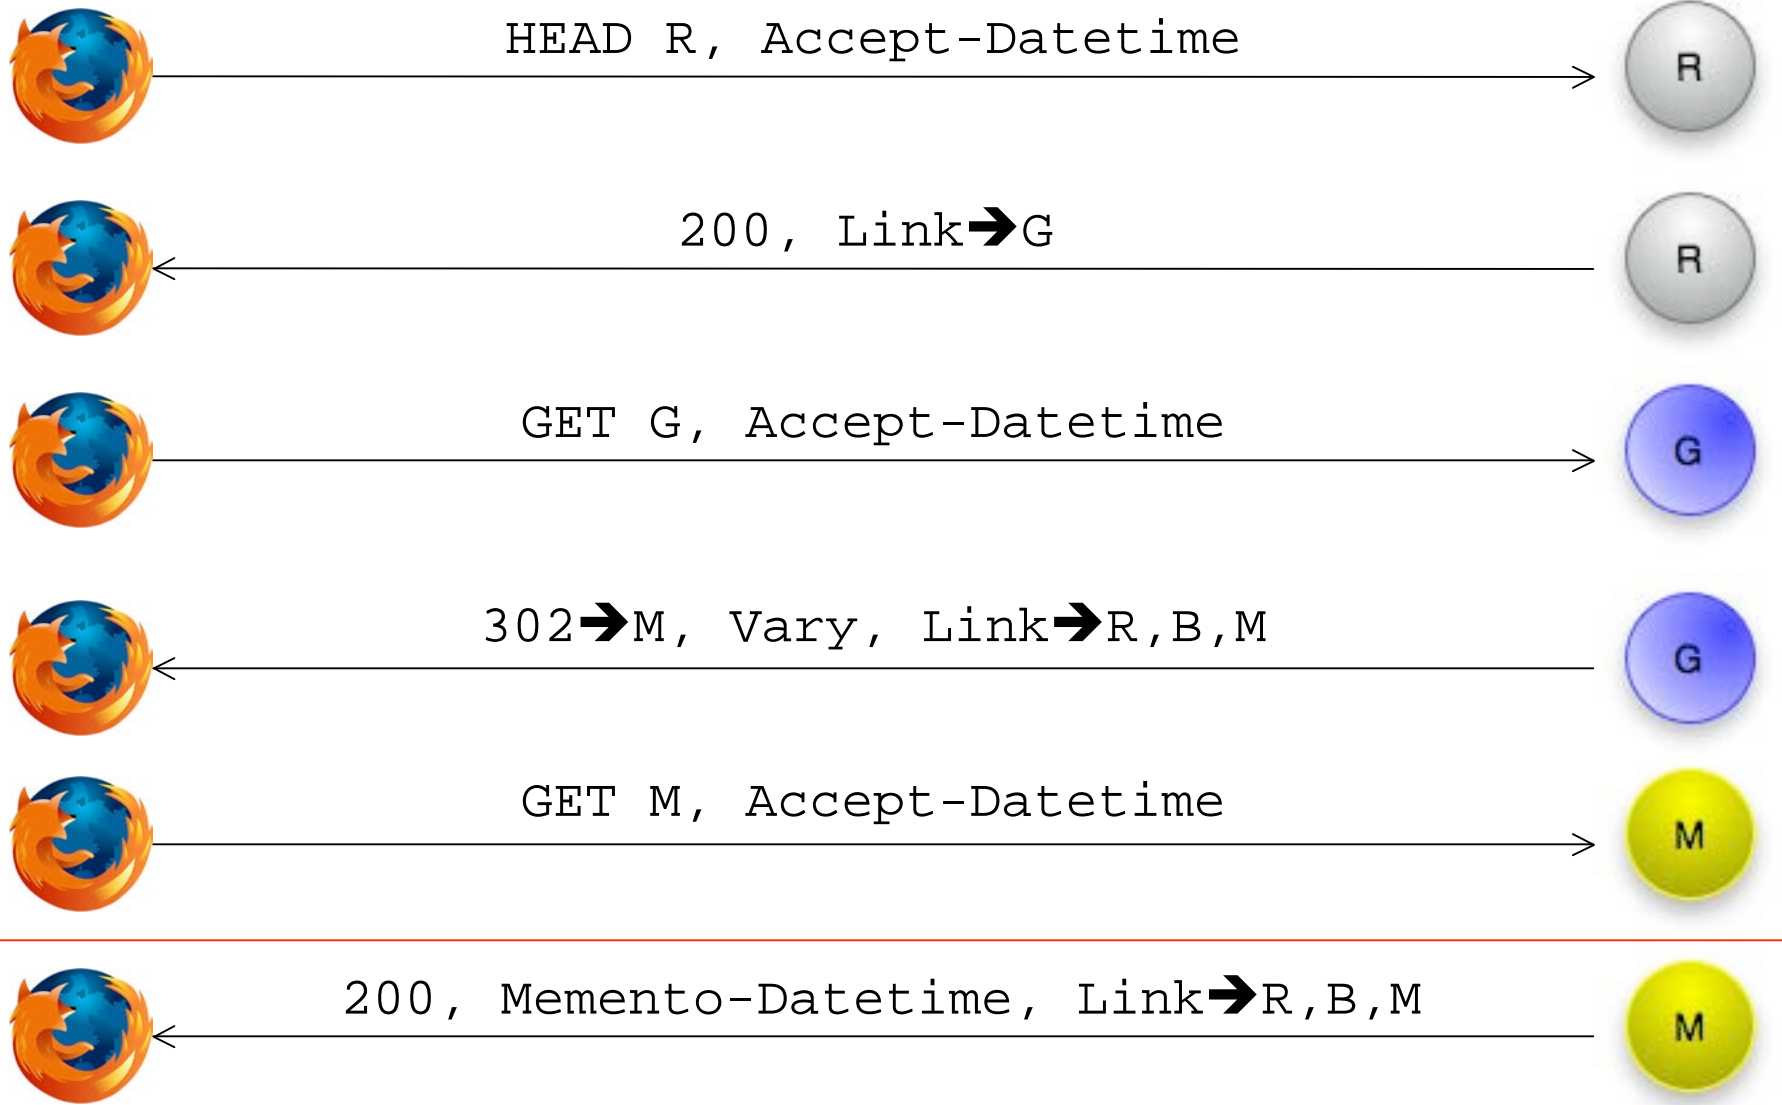 HEAD R, Accept-Datetime
R
200, Link➔G
R
GET G, Accept-Datetime
G
302➔M, Vary, Link➔R,B,M
G
GET M, Accept-Datetime
M
200, Memento-Datetime, Link➔R,B,M
M